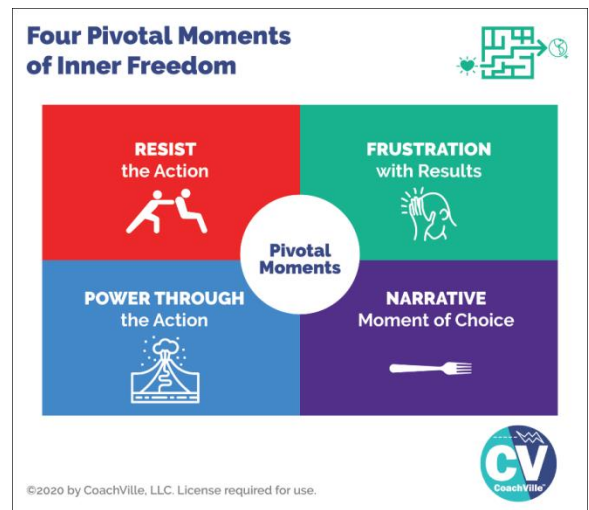 Four Pivotal Moments
of Inner Freedom
RESIST
the Action
FRUSTRATION
with Results
Pivotal
Moments
POWER THROUGH
the Action
NARRATIVE
Moment of Choice
CV
CoachVille™
©2020 by CoachVille, LLC. License required for use.